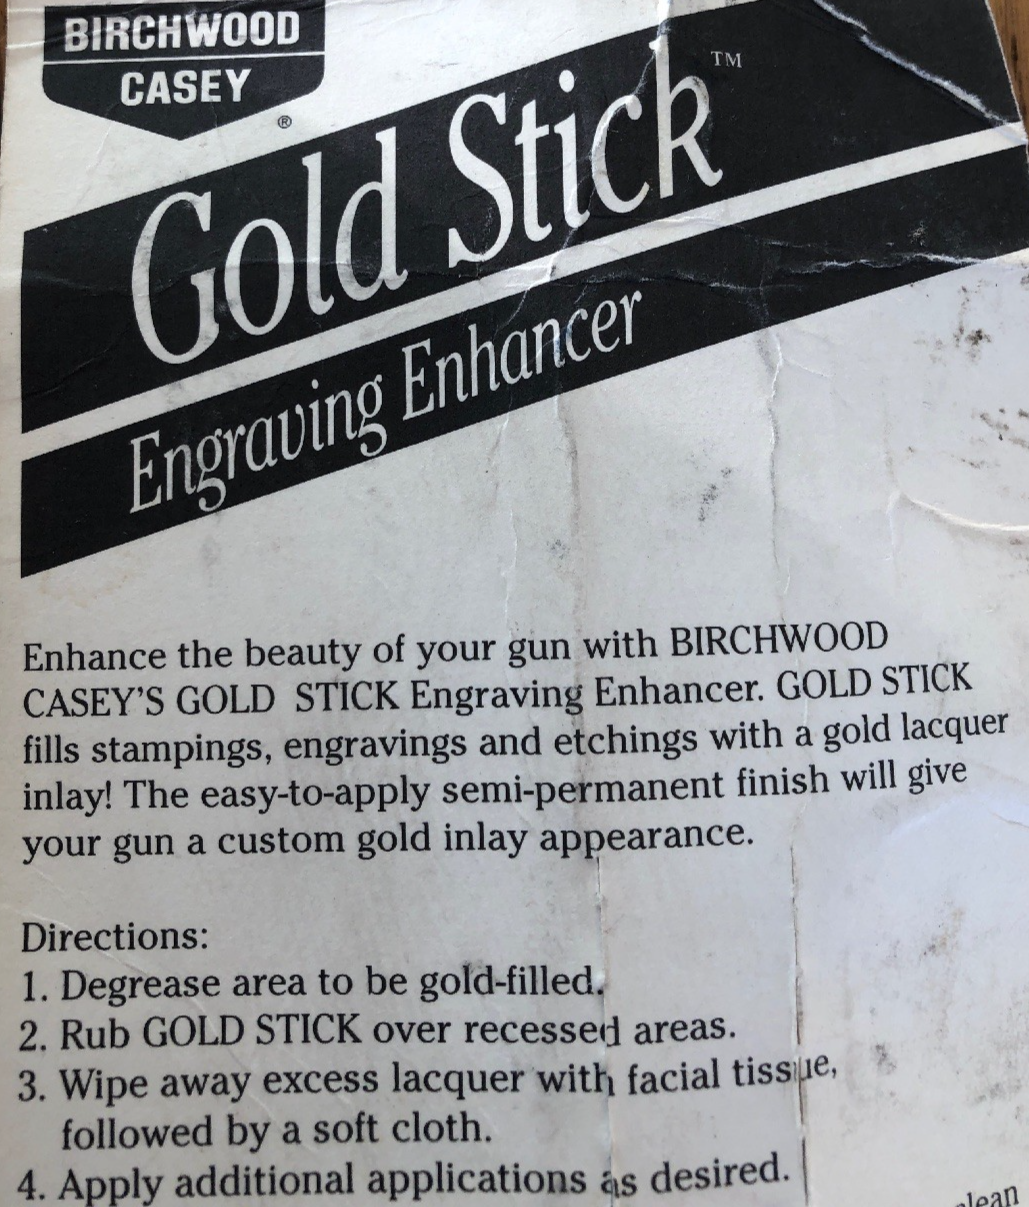 BIRCHWOOD
CASEY
®
Gold Stick™
Engraving Enhancer
Enhance the beauty of your gun with BIRCHWOOD
CASEY'S GOLD STICK Engraving Enhancer. GOLD STICK
fills stampings, engravings and etchings with a gold lacquer
inlay! The easy-to-apply semi-permanent finish will give
your gun a custom gold inlay appearance.
Directions:
1. Degrease area to be gold-filled.
2. Rub GOLD STICK over recessed areas.
3. Wipe away excess lacquer with facial tissue,
followed by a soft cloth.
4. Apply additional applications as desired.